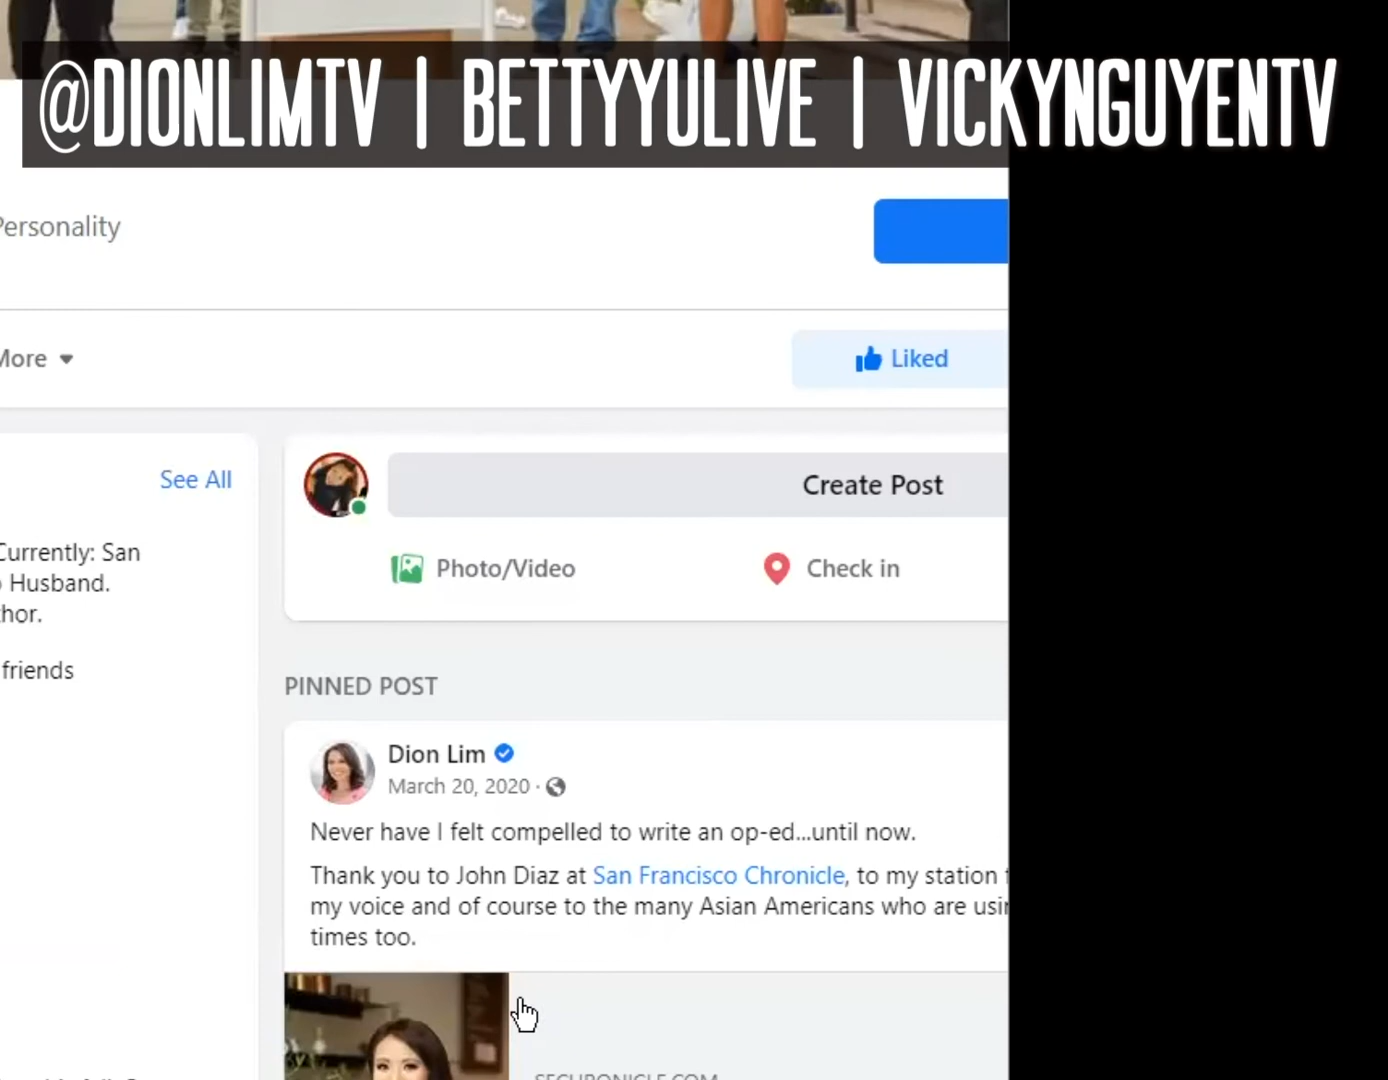 @DIONLIMTV | BETTYYULIVE | VICKYNGUYENTV
Personality
More
Liked
See All
Create Post
Currently: San
Husband.
Photo/Video
Check in
friends
PINNED POST
Dion Lim
March 20, 2020 ·
Never have I felt compelled to write an op-ed...until now.
Thank you to John Diaz at San Francisco Chronicle, to my station
my voice and of course to the many Asian Americans who are
times too.
SFCHRONICLE.COM